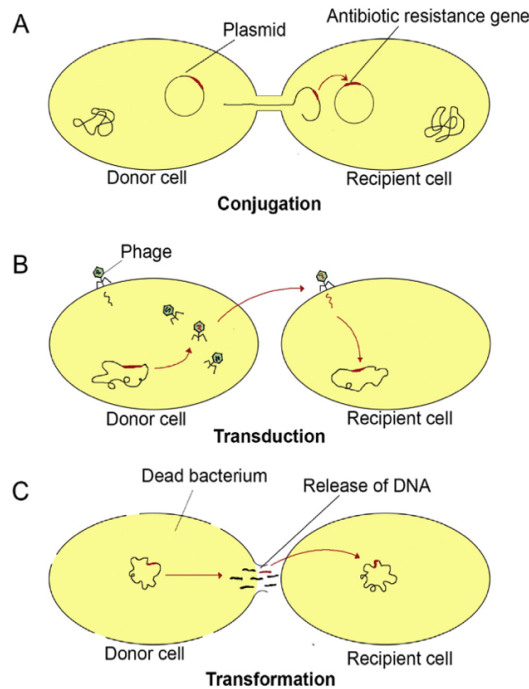 A
Plasmid
Antibiotic resistance gene
Donor cell
Recipient cell
Conjugation
B
Phage
Donor cell
Recipient cell
Transduction
C
Dead bacterium
Release of DNA
Donor cell
Recipient cell
Transformation